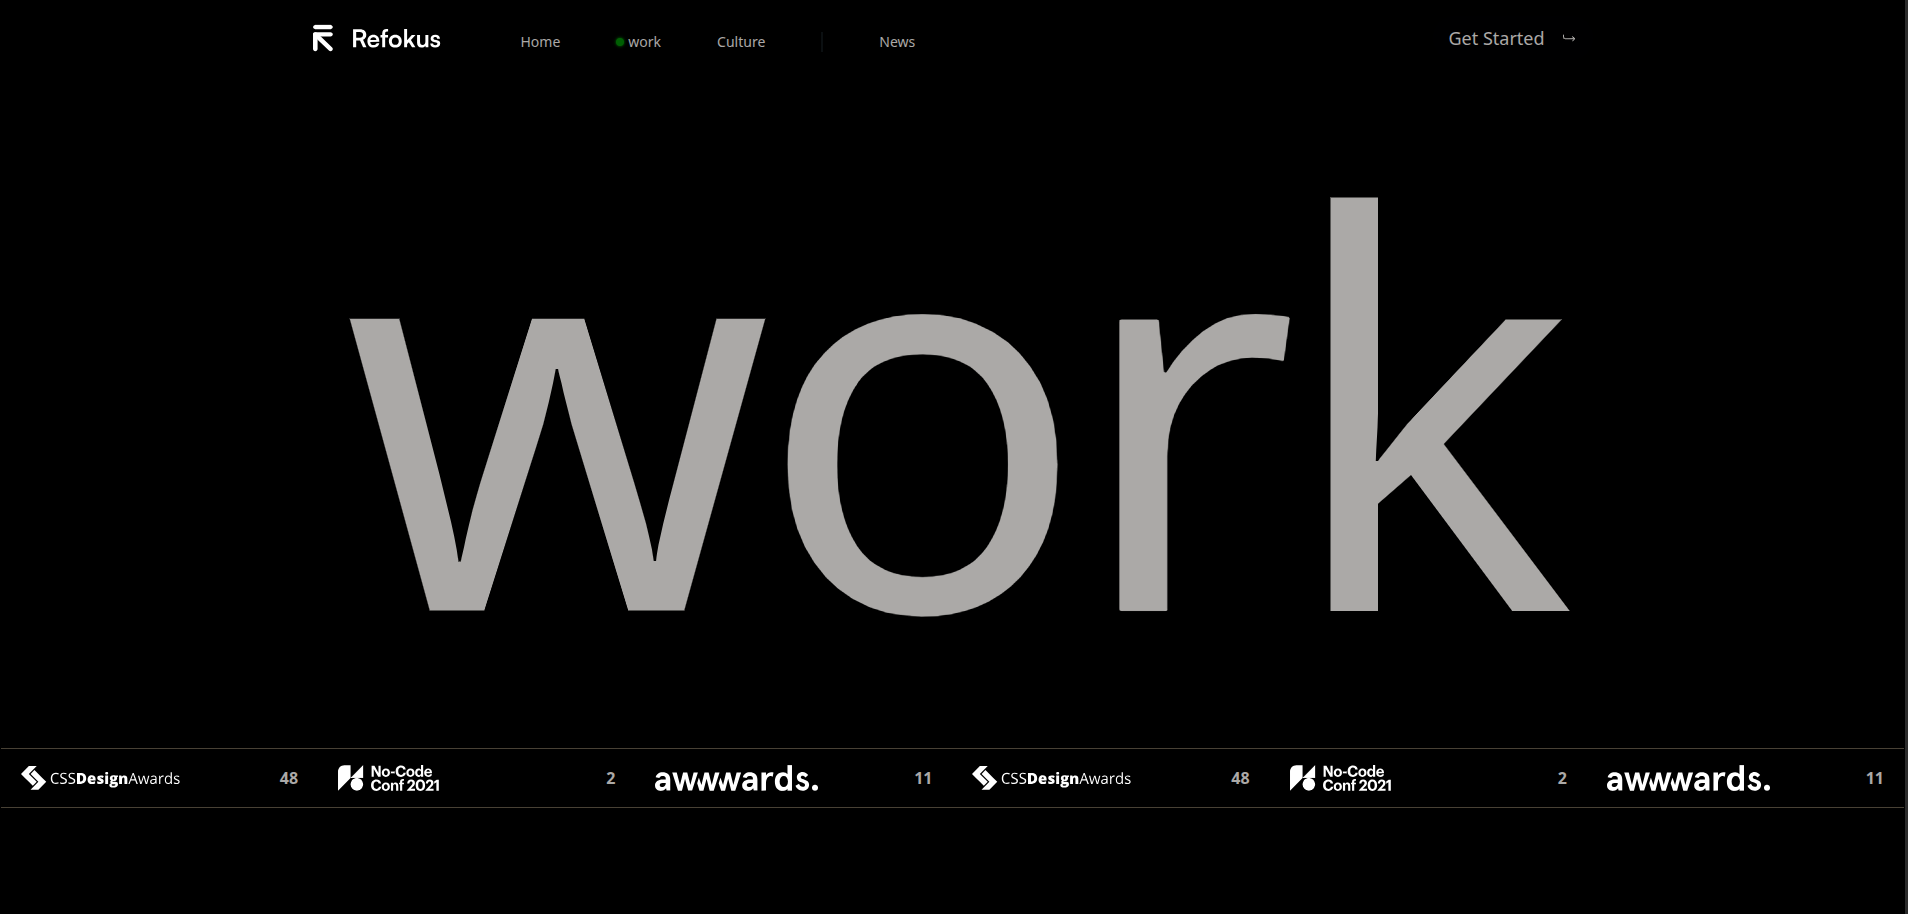 Refokus Home work Culture News Get Started
work
CSSDesignAwards 48 No-Code Conf 2021 2 awwwards. 11 CSSDesignAwards 48 No-Code Conf 2021 2 awwwards. 11